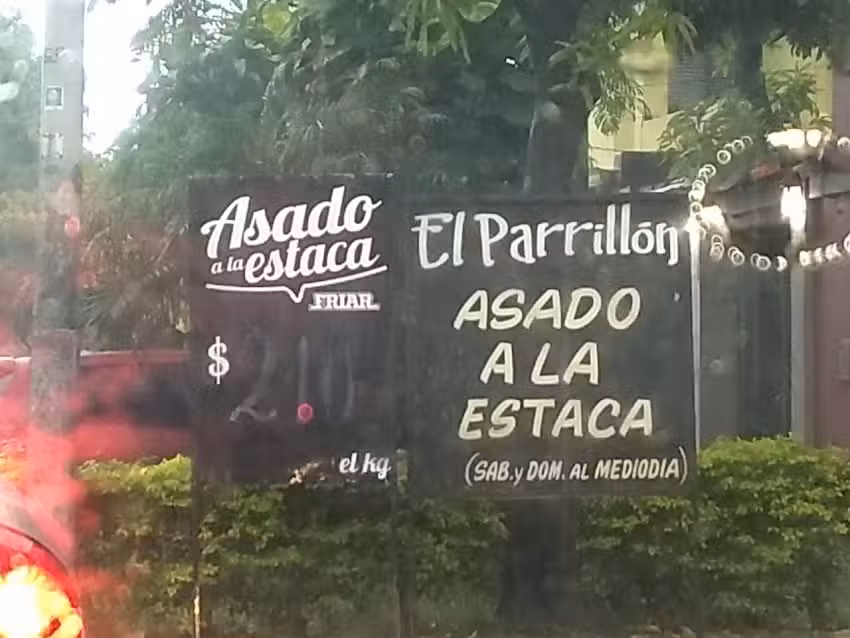 Asado
a la estaca
FRIAR
$
el kg
El Parrillón
ASADO
A LA
ESTACA
(SAB. y DOM. AL MEDIODIA)